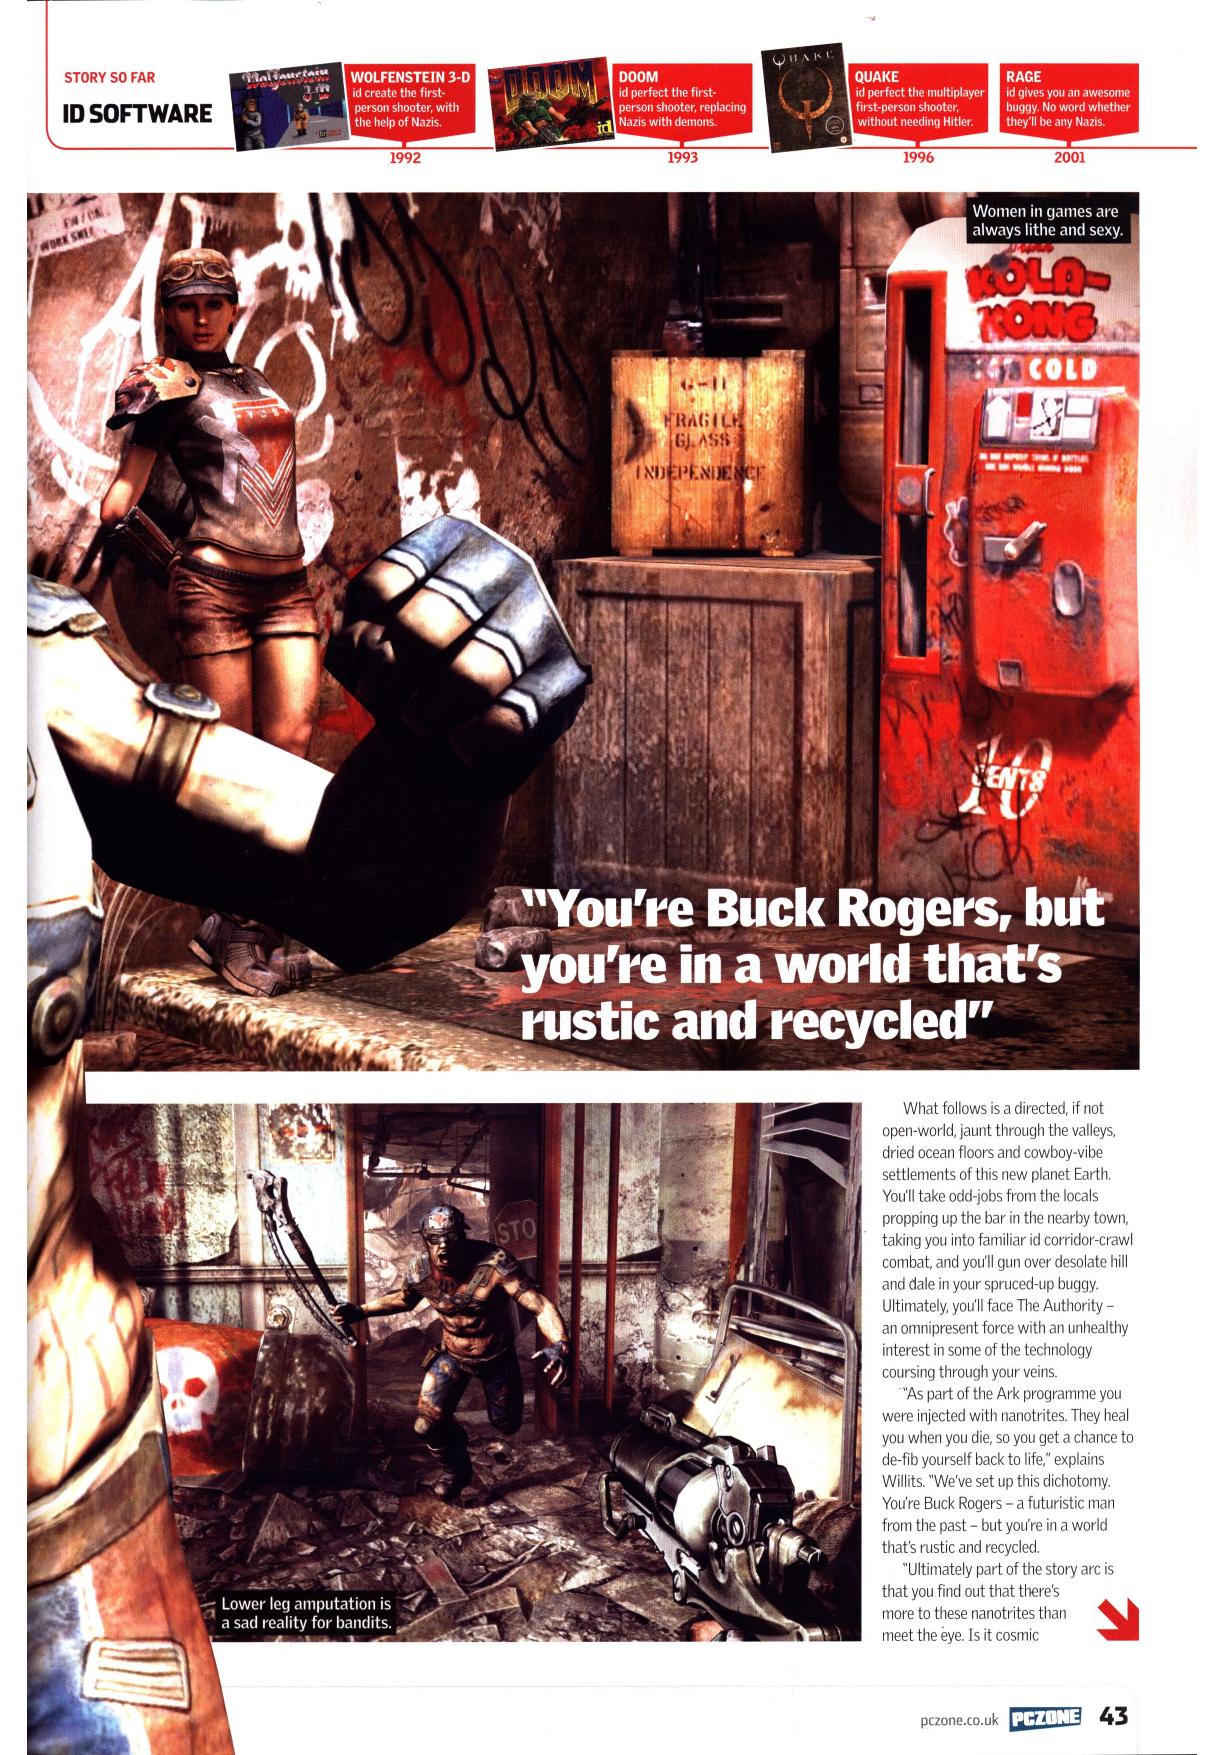 STORY SO FAR
ID SOFTWARE
Wolfenstein
3-D
WOLFENSTEIN 3-D
id create the first-
person shooter, with
the help of Nazis.
1992
DOOM
id
DOOM
id perfect the first-
person shooter, replacing
Nazis with demons.
1993
QUAKE
QUAKE
id perfect the multiplayer
first-person shooter,
without needing Hitler.
1996
RAGE
id gives you an awesome
buggy. No word whether
they'll be any Nazis.
2001
Women in games are
always lithe and sexy.
KOLA-
KONG
COLD
FRAGILE
GLASS
INDEPENDENCE
10
CENTS
"You're Buck Rogers, but
you're in a world that's
rustic and recycled"
STO
Lower leg amputation is
a sad reality for bandits.
What follows is a directed, if not
open-world, jaunt through the valleys,
dried ocean floors and cowboy-vibe
settlements of this new planet Earth.
You'll take odd-jobs from the locals
propping up the bar in the nearby town,
taking you into familiar id corridor-crawl
combat, and you'll gun over desolate hill
and dale in your spruced-up buggy.
Ultimately, you'll face The Authority –
an omnipresent force with an unhealthy
interest in some of the technology
coursing through your veins.
"As part of the Ark programme you
were injected with nanotrites. They heal
you when you die, so you get a chance to
de-fib yourself back to life," explains
Willits. "We've set up this dichotomy.
You're Buck Rogers – a futuristic man
from the past – but you're in a world
that's rustic and recycled.
"Ultimately part of the story arc is
that you find out that there's
more to these nanotrites than
meet the eye. Is it cosmic
pczone.co.uk PCZONE 43